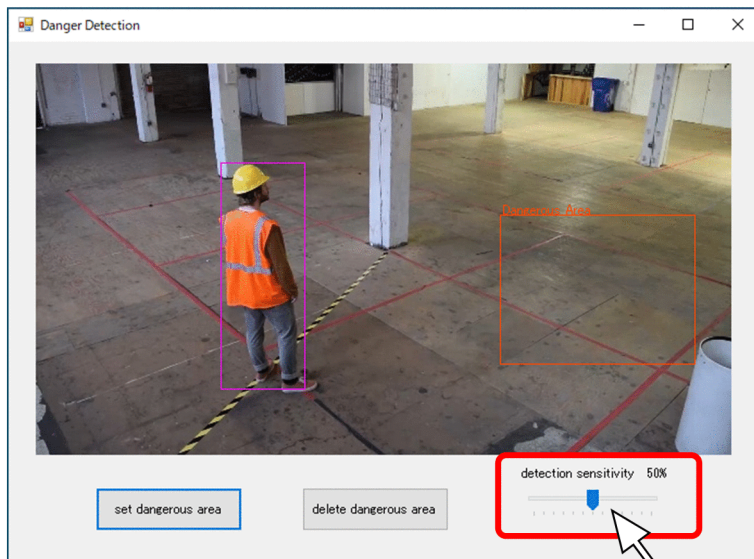 Danger Detection
Dangerous Area
detection sensitivity 50%
set dangerous area
delete dangerous area